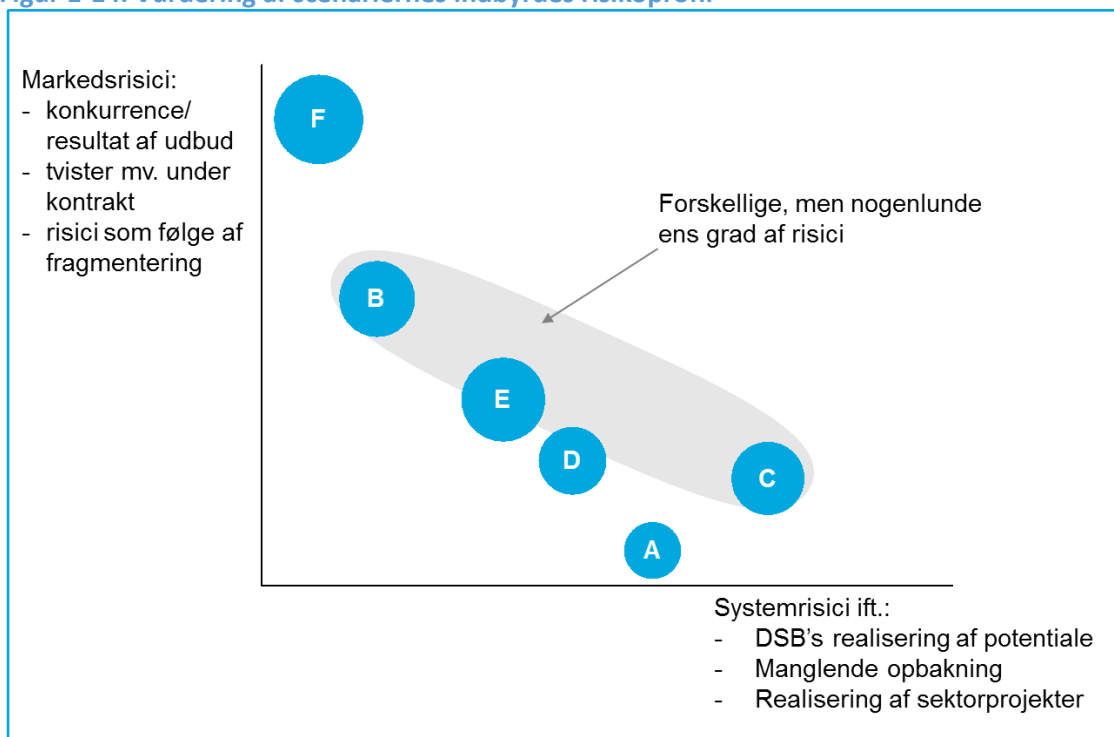 Markedsrisici:
- konkurrence/
resultat af udbud
- tvister mv. under
kontrakt
- risici som følge af
fragmentering
F
Forskellige, men nogenlunde
ens grad af risici
B
E
D
C
A
Systemrisici ift.:
- DSB's realisering af potentiale
- Manglende opbakning
- Realisering af sektorprojekter